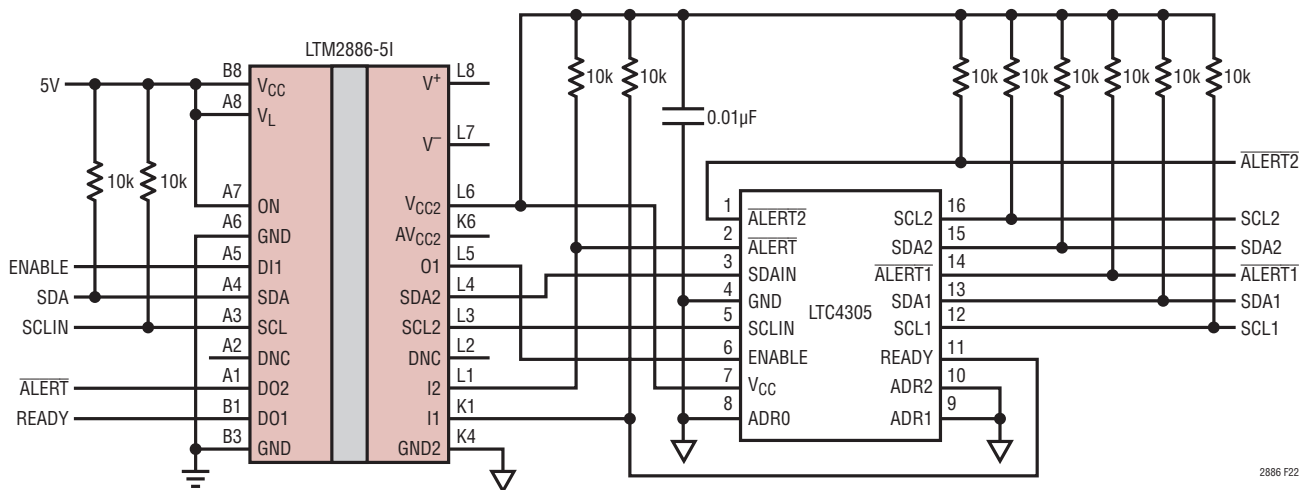 LTM2886-5I
5V
10k
10k
ENABLE
SDA
SCLIN
ALERT
READY
B8
A8
A7
A6
A5
A4
A3
A2
A1
B1
B3
VCC
VL
ON
GND
DI1
SDA
SCL
DNC
DO2
DO1
GND
V+
V−
VCC2
AVCC2
O1
SDA2
SCL2
DNC
I2
I1
GND2
L8
L7
L6
K6
L5
L4
L3
L2
L1
K1
K4
10k
10k
0.01µF
10k
10k
10k
10k
10k
10k
1
2
3
4
5
6
7
8
ALERT2
ALERT
SDAIN
GND
SCLIN
ENABLE
VCC
ADR0
LTC4305
SCL2
SDA2
ALERT1
SDA1
SCL1
READY
ADR2
ADR1
16
15
14
13
12
11
10
9
ALERT2
SCL2
SDA2
ALERT1
SDA1
SCL1
2886 F22